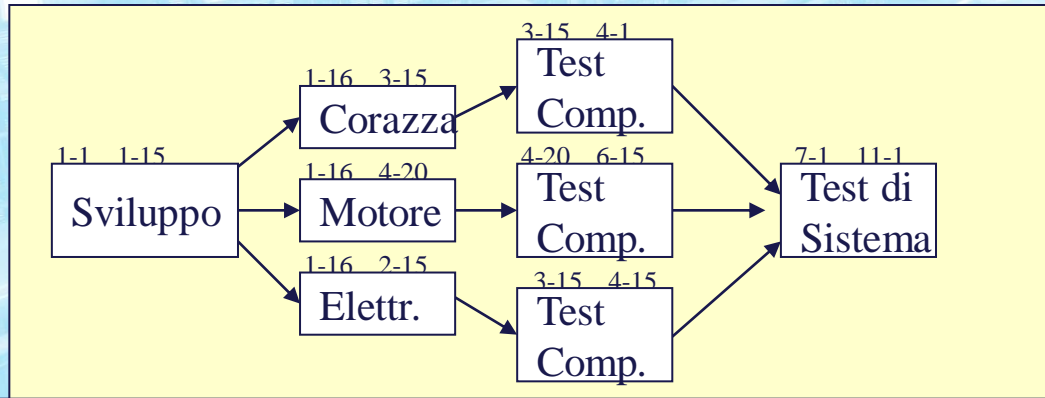 3-15 4-1
Test
Comp.
1-16 3-15
Corazza
1-1 1-15
Sviluppo
1-16 4-20
Motore
4-20 6-15
Test
Comp.
7-1 11-1
Test di
Sistema
1-16 2-15
Elettr.
3-15 4-15
Test
Comp.